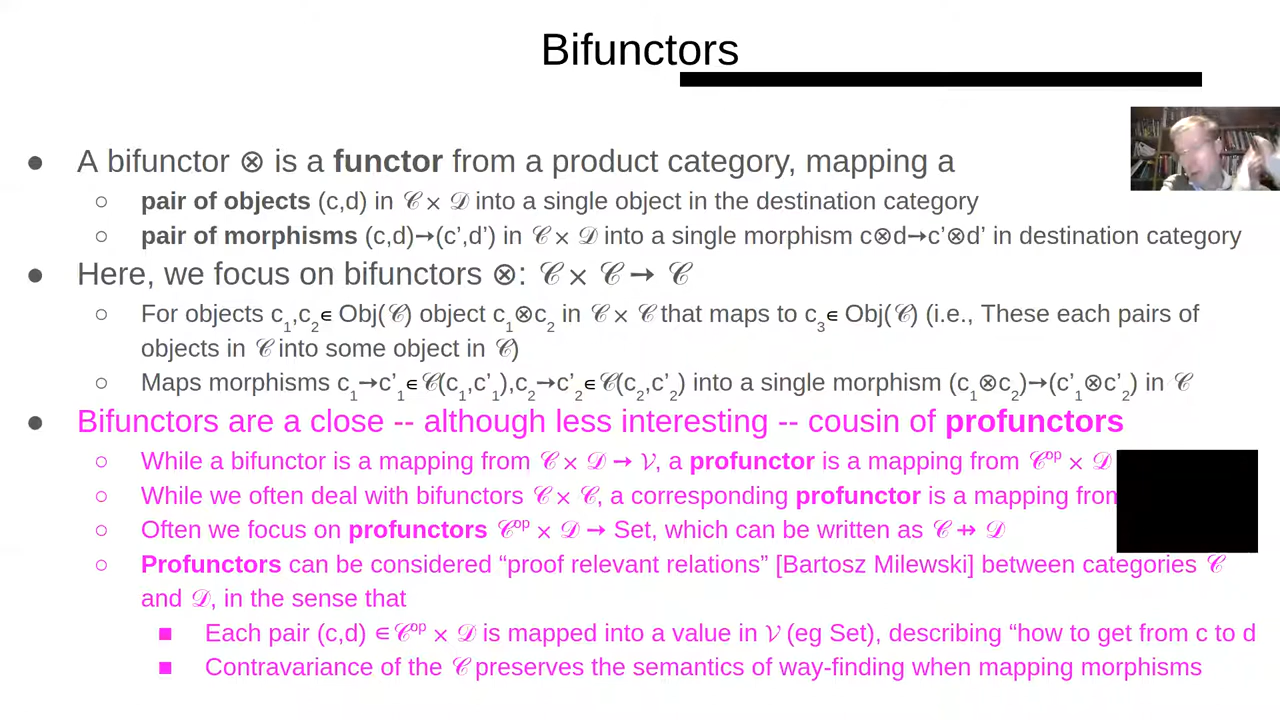 Bifunctors
● A bifunctor ⊗ is a functor from a product category, mapping a
○ pair of objects (c,d) in 𝒞 × 𝒟 into a single object in the destination category
○ pair of morphisms (c,d)→(c’,d’) in 𝒞 × 𝒟 into a single morphism c⊗d→c’⊗d’ in destination category
● Here, we focus on bifunctors ⊗: 𝒞 × 𝒞 → 𝒞
○ For objects c₁,c₂∈ Obj(𝒞) object c₁⊗c₂ in 𝒞 × 𝒞 that maps to c₃∈ Obj(𝒞) (i.e., These each pairs of
objects in 𝒞 into some object in 𝒞)
○ Maps morphisms c₁→c’₁∈𝒞(c₁,c’₁),c₂→c’₂∈𝒞(c₂,c’₂) into a single morphism (c₁⊗c₂)→(c’₁⊗c’₂) in 𝒞
● Bifunctors are a close -- although less interesting -- cousin of profunctors
○ While a bifunctor is a mapping from 𝒞 × 𝒟 → 𝒱, a profunctor is a mapping from 𝒞ᵒᵖ × 𝒟
○ While we often deal with bifunctors 𝒞 × 𝒞, a corresponding profunctor is a mapping from
○ Often we focus on profunctors 𝒞ᵒᵖ × 𝒟 → Set, which can be written as 𝒞 ⇸ 𝒟
○ Profunctors can be considered “proof relevant relations” [Bartosz Milewski] between categories 𝒞
and 𝒟, in the sense that
■ Each pair (c,d) ∈𝒞ᵒᵖ × 𝒟 is mapped into a value in 𝒱 (eg Set), describing “how to get from c to d
■ Contravariance of the 𝒞 preserves the semantics of way-finding when mapping morphisms